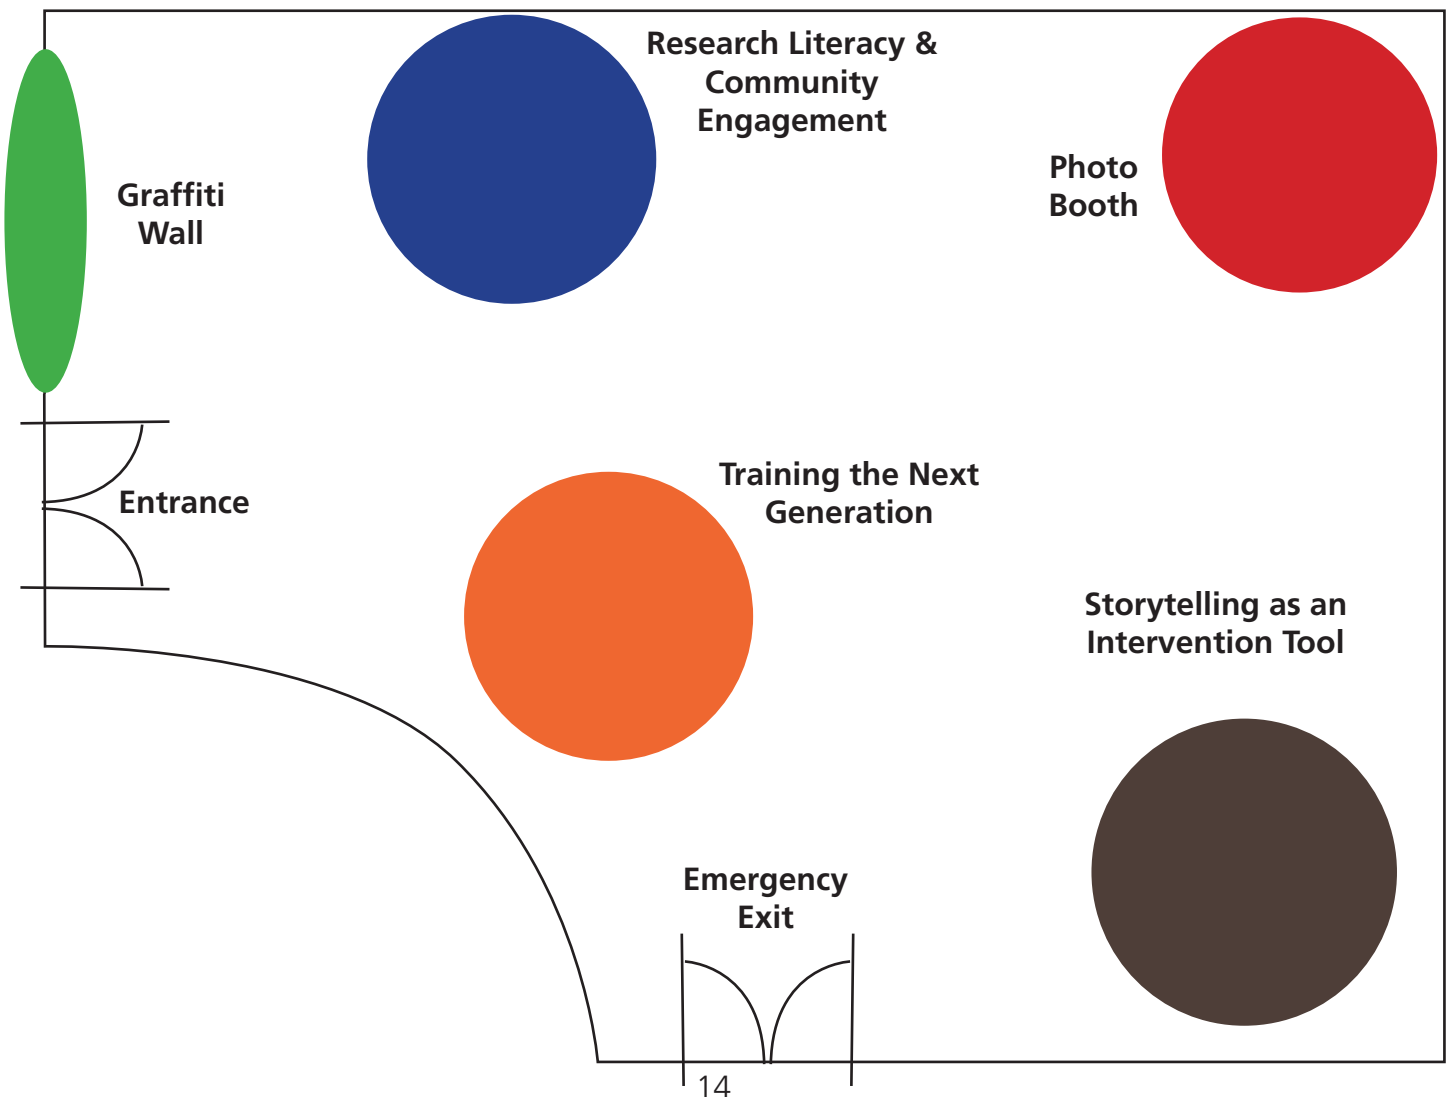 Research Literacy &
Community
Engagement
Photo
Booth
Graffiti
Wall
Entrance
Training the Next
Generation
Storytelling as an
Intervention Tool
Emergency
Exit
14